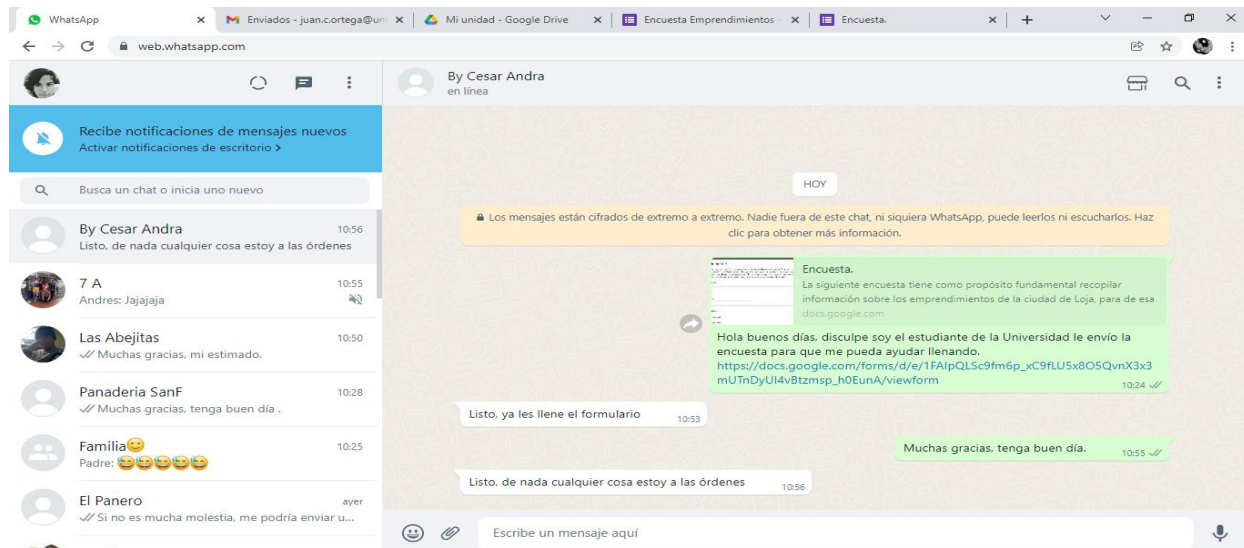 WhatsApp
Enviados - juan.c.ortega@uni
Mi unidad - Google Drive
Encuesta Emprendimientos -
Encuesta.
web.whatsapp.com
By Cesar Andra
en línea
Recibe notificaciones de mensajes nuevos
Activar notificaciones de escritorio >
Busca un chat o inicia uno nuevo
By Cesar Andra 10:56
Listo, de nada cualquier cosa estoy a las órdenes
7 A 10:55
Andres: Jajajaja
Las Abejitas 10:50
Muchas gracias, mi estimado.
Panaderia SanF 10:28
Muchas gracias, tenga buen día .
Familia😊 10:25
Padre: 😅😅😅😅😅
El Panero ayer
Si no es mucha molestia, me podría enviar u...
HOY
Los mensajes están cifrados de extremo a extremo. Nadie fuera de este chat, ni siquiera WhatsApp, puede leerlos ni escucharlos. Haz
clic para obtener más información.
Encuesta.
La siguiente encuesta tiene como propósito fundamental recopilar
información sobre los emprendimientos de la ciudad de Loja, para de esa
docs.google.com
Hola buenos días, disculpe soy el estudiante de la Universidad le envío la
encuesta para que me pueda ayudar llenando.
https://docs.google.com/forms/d/e/1FAIpQLSc9fm6p_xC9fLU5x8O5QvnX3x3
mUTnDyUI4vBtzmsp_h0EunA/viewform
10:24
Listo, ya les llene el formulario 10:53
Muchas gracias, tenga buen día. 10:55
Listo, de nada cualquier cosa estoy a las órdenes 10:56
Escribe un mensaje aquí